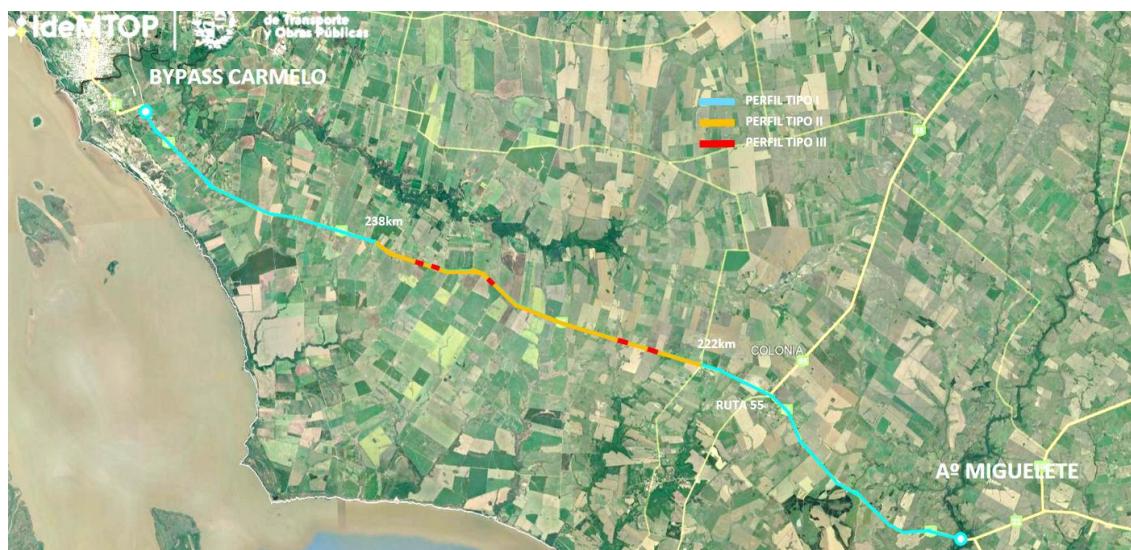 IdeMTOP
de Transporte
y Obras Públicas
BYPASS CARMELO
PERFIL TIPO I
PERFIL TIPO II
PERFIL TIPO III
238km
222km
COLONIA
RUTA 55
Aº MIGUELETE